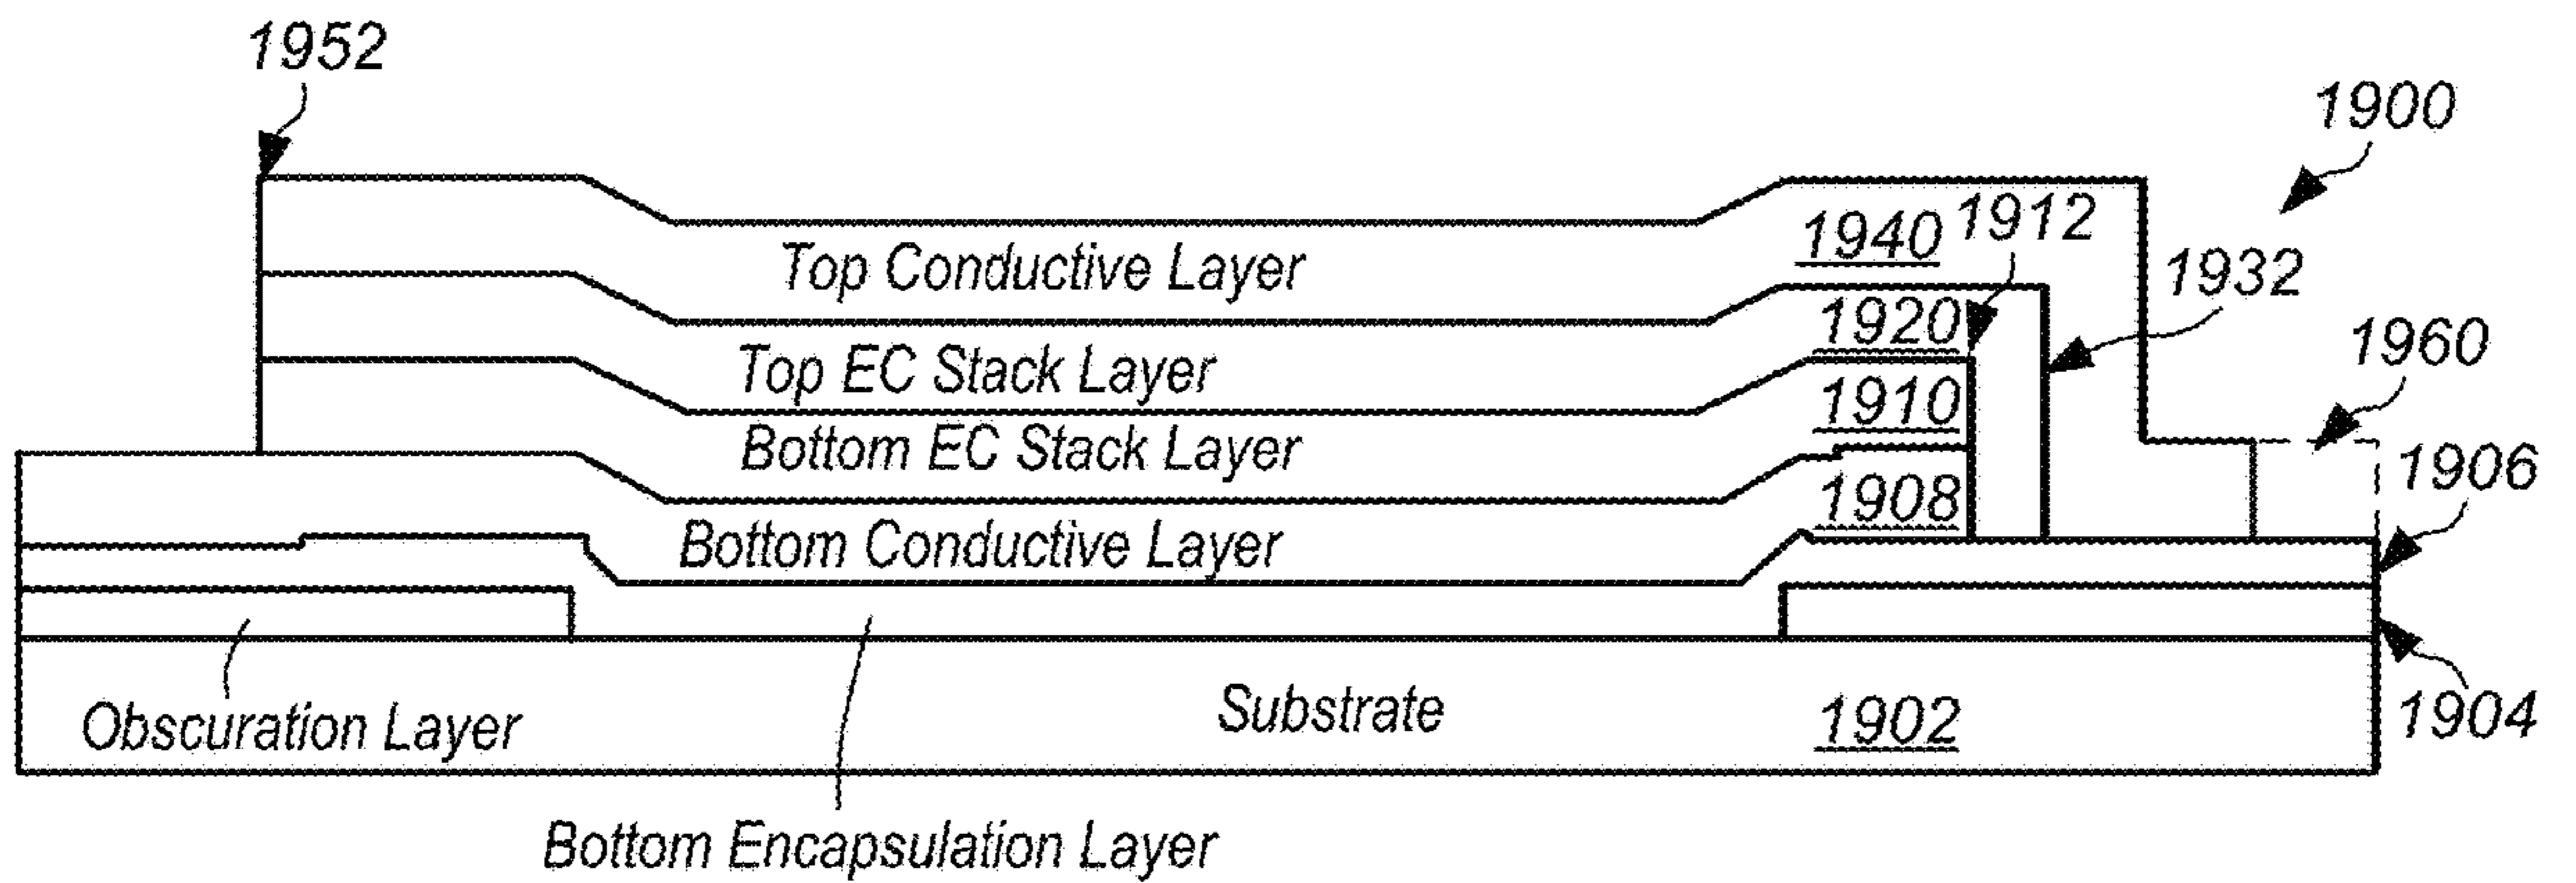 1952
1900
1912
1940
1932
Top Conductive Layer
1920
1960
Top EC Stack Layer
1910
1906
Bottom EC Stack Layer
1908
Bottom Conductive Layer
Substrate
1902
1904
Obscuration Layer
Bottom Encapsulation Layer